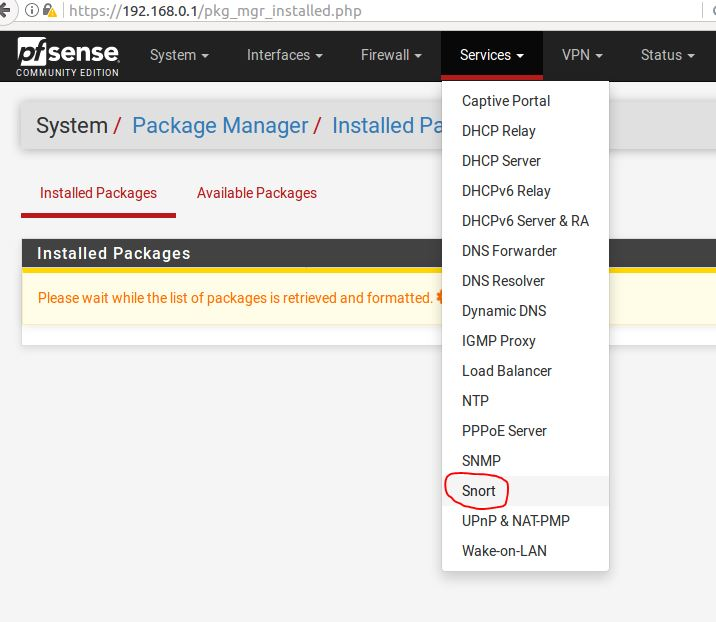 https://192.168.0.1/pkg_mgr_installed.php
pfsense
COMMUNITY EDITION
System Interfaces Firewall Services VPN Status
System / Package Manager / Installed Pa
Installed Packages Available Packages
Installed Packages
Please wait while the list of packages is retrieved and formatted.
Captive Portal
DHCP Relay
DHCP Server
DHCPv6 Relay
DHCPv6 Server & RA
DNS Forwarder
DNS Resolver
Dynamic DNS
IGMP Proxy
Load Balancer
NTP
PPPoE Server
SNMP
Snort
UPnP & NAT-PMP
Wake-on-LAN